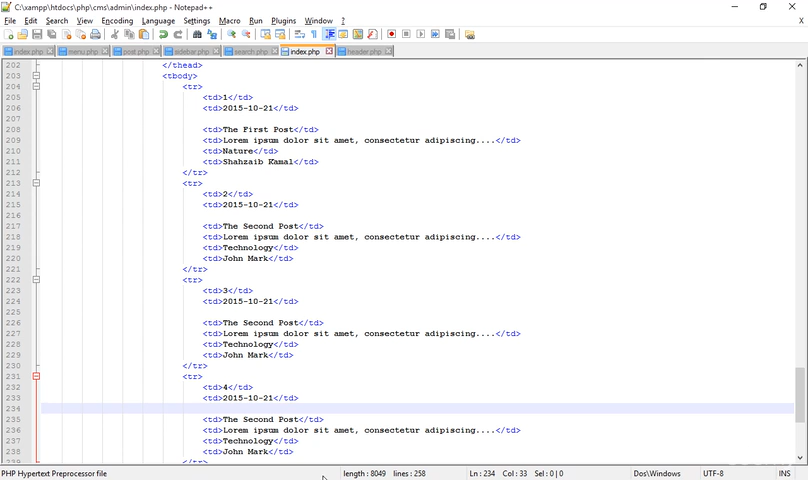 C:\xampp\htdocs\php\cms\admin\index.php - Notepad++
File Edit Search View Encoding Language Settings Macro Run Plugins Window ?
X
index.php menu.php post.php sidebar.php search.php index.php header.php
202 </thead>
203 <tbody>
204 <tr>
205 <td>1</td>
206 <td>2015-10-21</td>
207
208 <td>The First Post</td>
209 <td>Lorem ipsum dolor sit amet, consectetur adipiscing....</td>
210 <td>Nature</td>
211 <td>Shahzaib Kamal</td>
212 </tr>
213 <tr>
214 <td>2</td>
215 <td>2015-10-21</td>
216
217 <td>The Second Post</td>
218 <td>Lorem ipsum dolor sit amet, consectetur adipiscing....</td>
219 <td>Technology</td>
220 <td>John Mark</td>
221 </tr>
222 <tr>
223 <td>3</td>
224 <td>2015-10-21</td>
225
226 <td>The Second Post</td>
227 <td>Lorem ipsum dolor sit amet, consectetur adipiscing....</td>
228 <td>Technology</td>
229 <td>John Mark</td>
230 </tr>
231 <tr>
232 <td>4</td>
233 <td>2015-10-21</td>
234
235 <td>The Second Post</td>
236 <td>Lorem ipsum dolor sit amet, consectetur adipiscing....</td>
237 <td>Technology</td>
238 <td>John Mark</td>
239 </tr>
PHP Hypertext Preprocessor file length : 8049 lines : 258 Ln : 234 Col : 33 Sel : 0 | 0 Dos\Windows UTF-8 INS